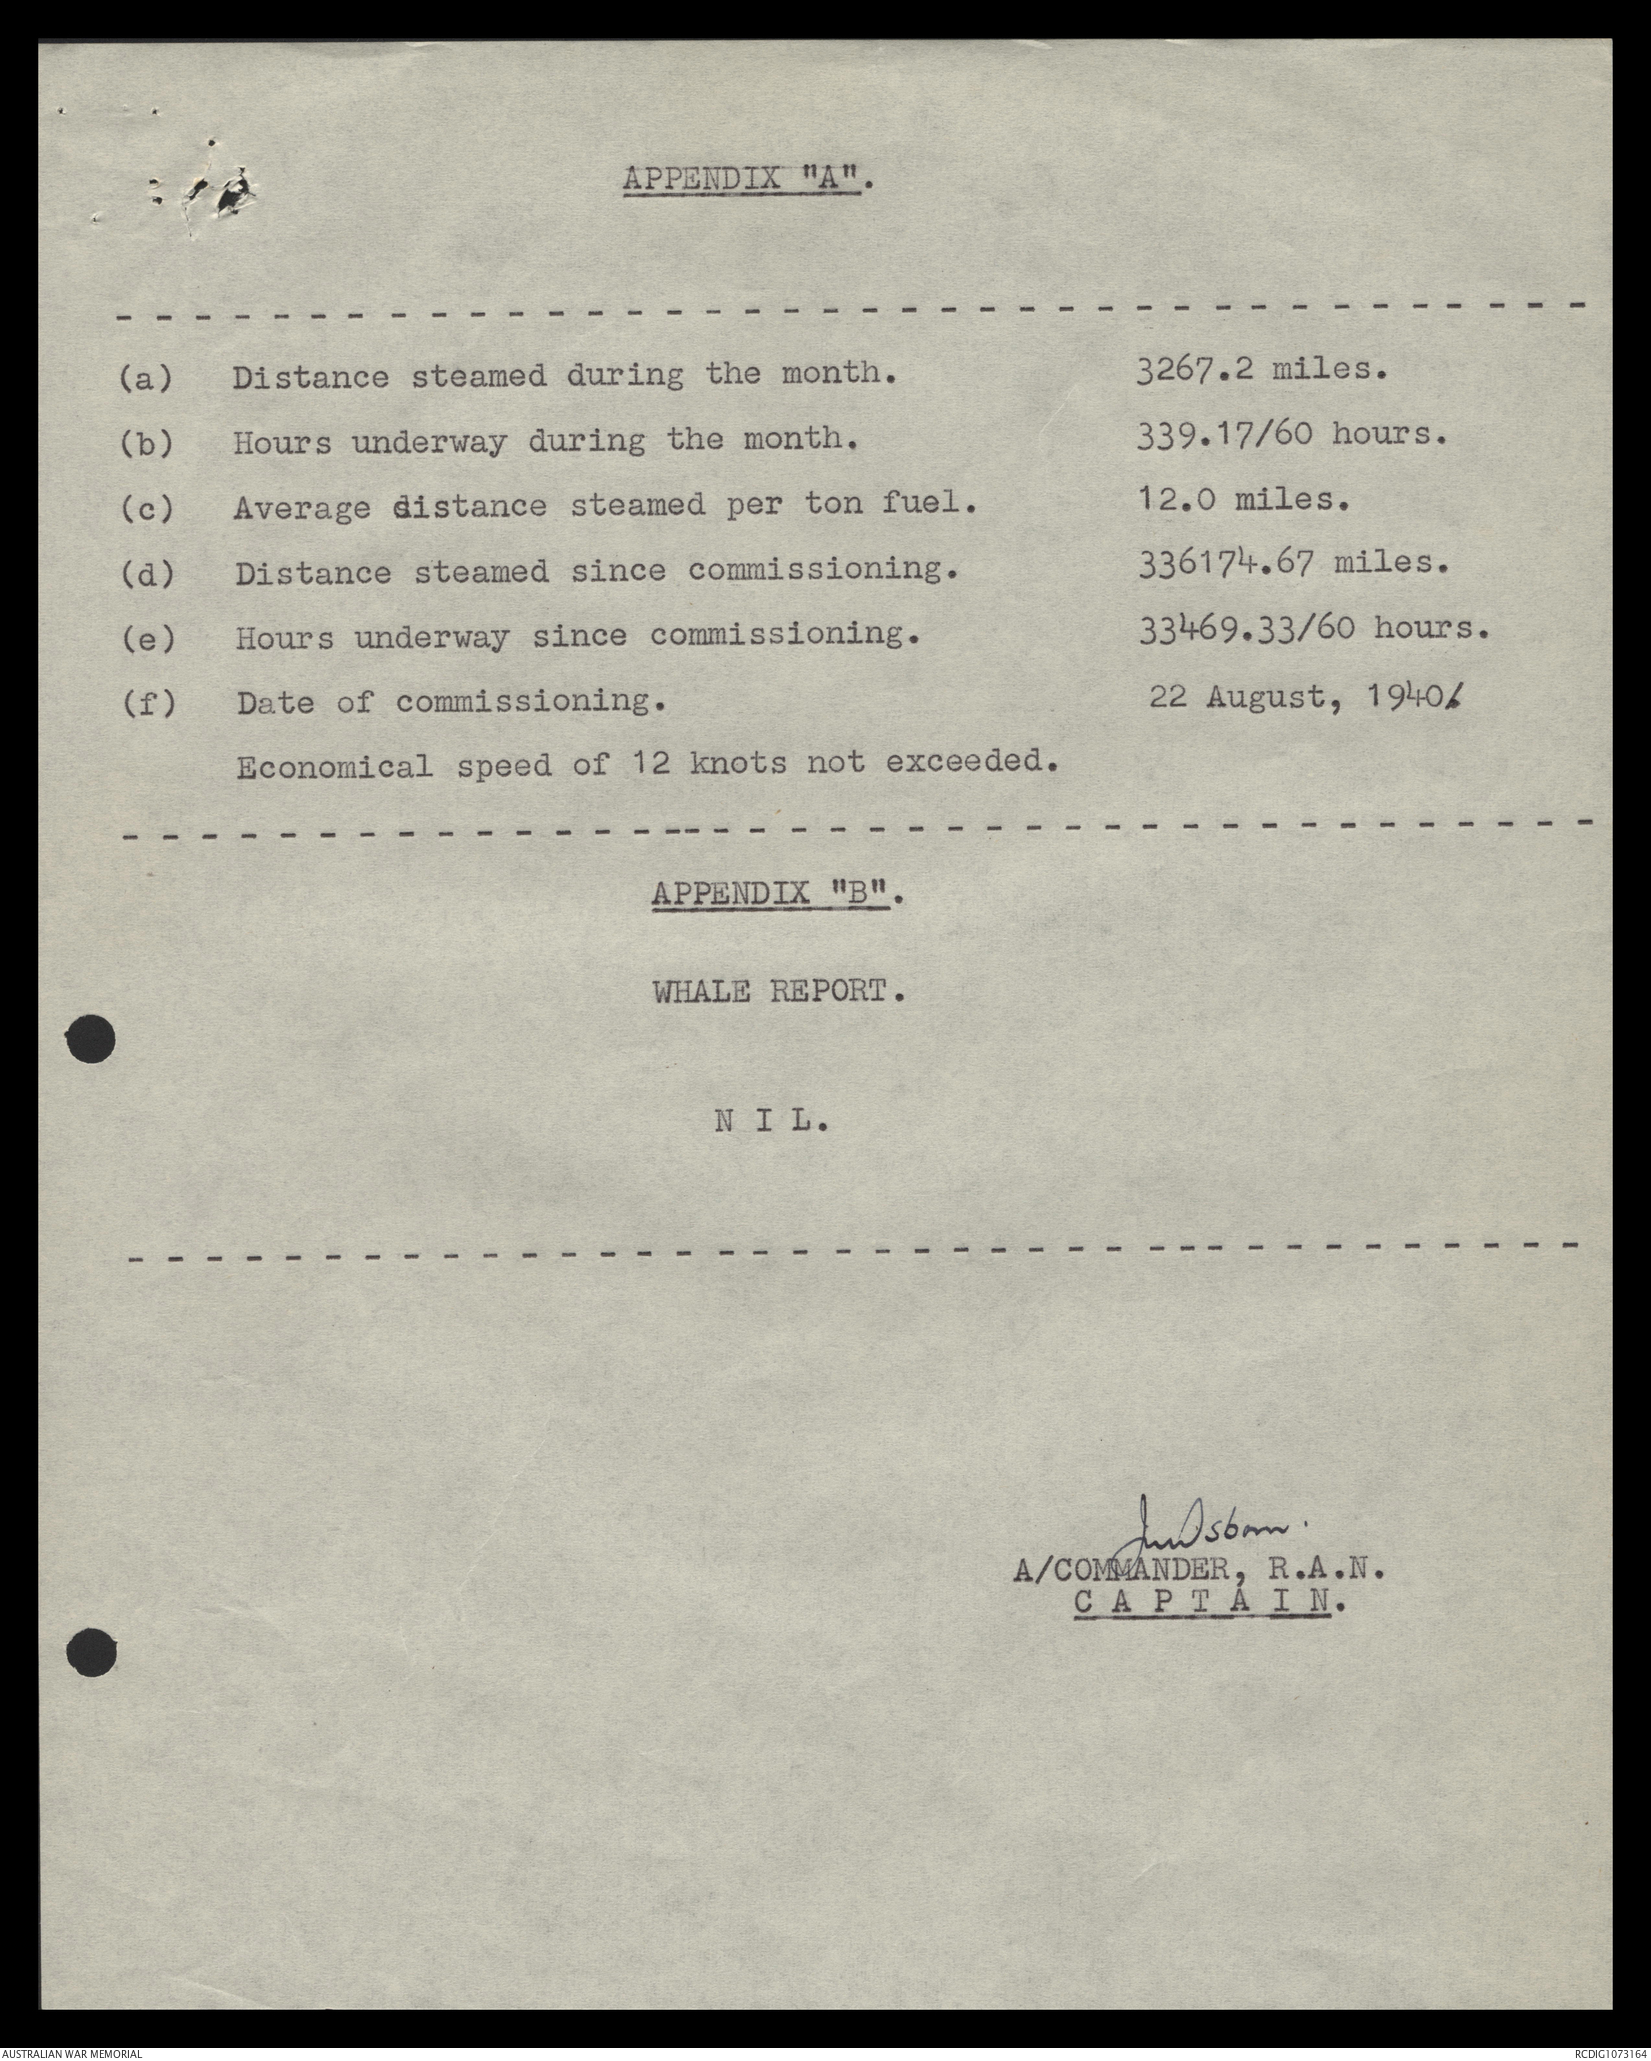 APPENDIX "A".
(a) Distance steamed during the month. 3267.2 miles.
(b) Hours underway during the month. 339.17/60 hours.
(c) Average distance steamed per ton fuel. 12.0 miles.
(d) Distance steamed since commissioning. 336174.67 miles.
(e) Hours underway since commissioning. 33469.33/60 hours.
(f) Date of commissioning. 22 August, 1940.
Economical speed of 12 knots not exceeded.
APPENDIX "B".
WHALE REPORT.
N I L.
Osborn.
A/COMMANDER, R.A.N.
C A P T A I N.
AUSTRALIAN WAR MEMORIAL
RCDIG1073164